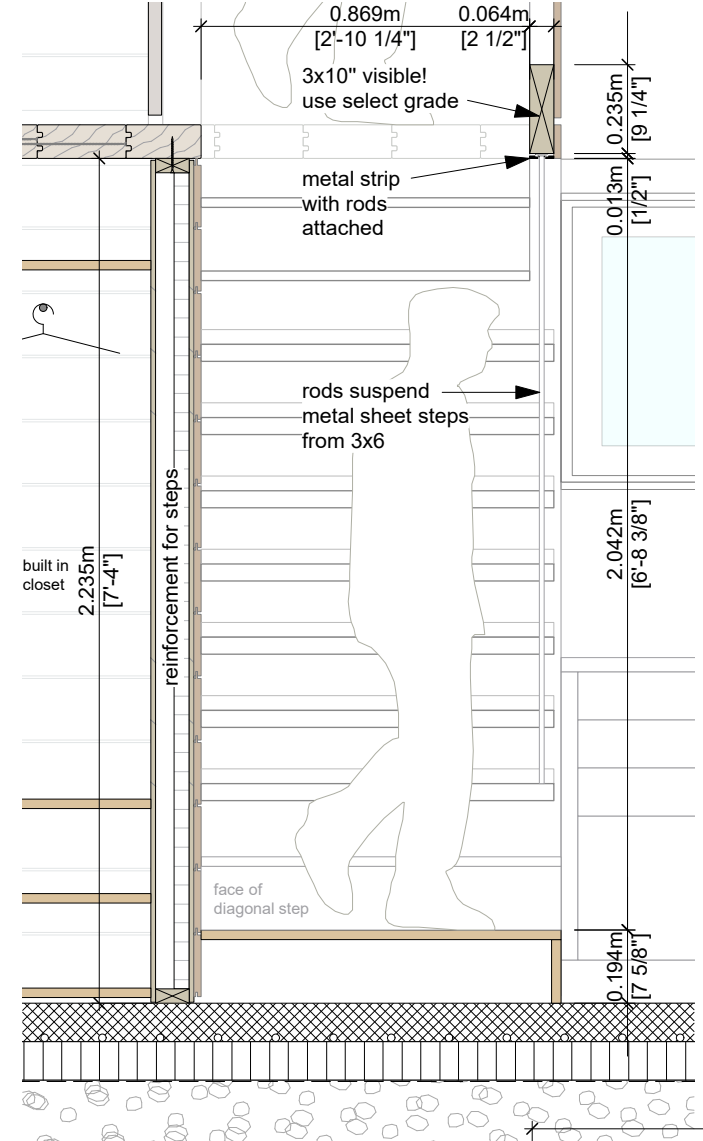 0.869m
[2'-10 1/4"]
0.064m
[2 1/2"]
3x10" visible!
use select grade
0.235m
[9 1/4"]
metal strip
with rods
attached
0.013m
[1/2"]
rods suspend
metal sheet steps
from 3x6
reinforcement for steps
built in
closet
2.235m
[7'-4"]
2.042m
[6'-8 3/8"]
face of
diagonal step
0.194m
[7 5/8"]